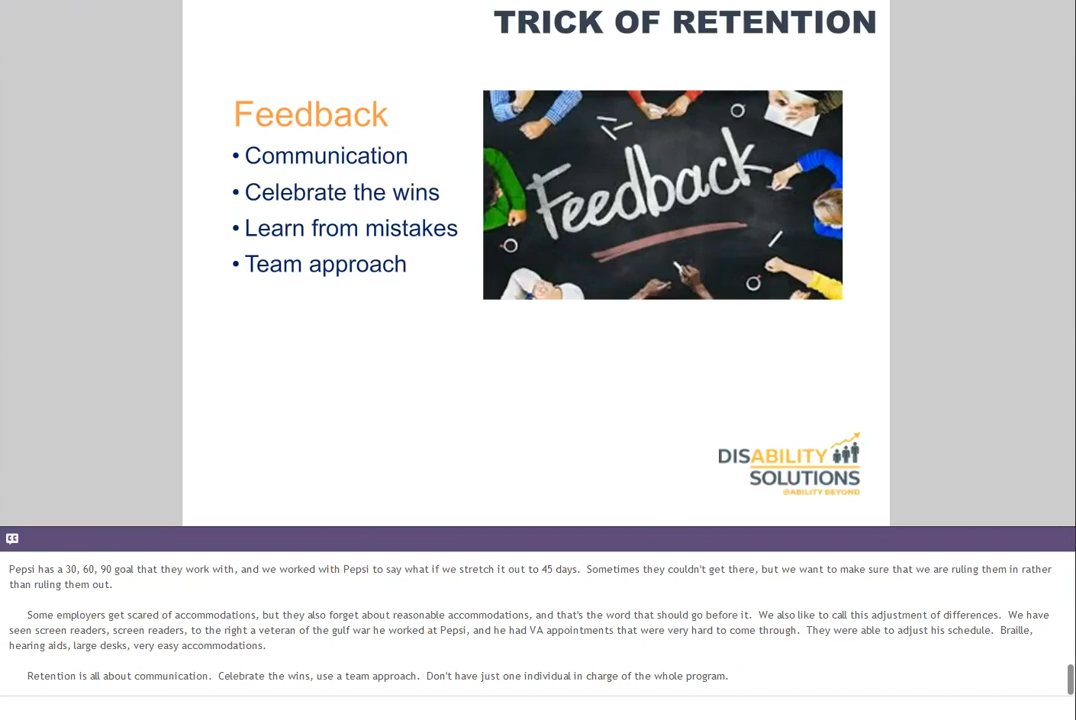 TRICK OF RETENTION
Feedback
• Communication
• Celebrate the wins
• Learn from mistakes
• Team approach
Feedback
DISABILITY
SOLUTIONS
@ABILITY BEYOND
CC
Pepsi has a 30, 60, 90 goal that they work with, and we worked with Pepsi to say what if we stretch it out to 45 days.  Sometimes they couldn't get there, but we want to make sure that we are ruling them in rather
than ruling them out.
Some employers get scared of accommodations, but they also forget about reasonable accommodations, and that's the word that should go before it.  We also like to call this adjustment of differences.  We have
seen screen readers, screen readers, to the right a veteran of the gulf war he worked at Pepsi, and he had VA appointments that were very hard to come through.  They were able to adjust his schedule.  Braille,
hearing aids, large desks, very easy accommodations.
Retention is all about communication.  Celebrate the wins, use a team approach.  Don't have just one individual in charge of the whole program.